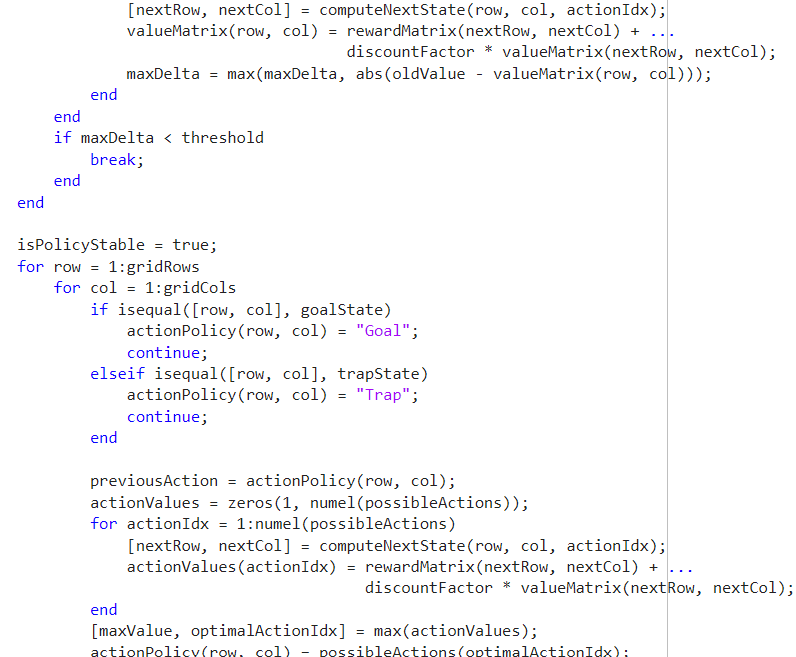 [nextRow, nextCol] = computeNextState(row, col, actionIdx);
valueMatrix(row, col) = rewardMatrix(nextRow, nextCol) + ...
discountFactor * valueMatrix(nextRow, nextCol);
maxDelta = max(maxDelta, abs(oldValue - valueMatrix(row, col)));
end
end
if maxDelta < threshold
break;
end
end
isPolicyStable = true;
for row = 1:gridRows
for col = 1:gridCols
if isequal([row, col], goalState)
actionPolicy(row, col) = "Goal";
continue;
elseif isequal([row, col], trapState)
actionPolicy(row, col) = "Trap";
continue;
end
previousAction = actionPolicy(row, col);
actionValues = zeros(1, numel(possibleActions));
for actionIdx = 1:numel(possibleActions)
[nextRow, nextCol] = computeNextState(row, col, actionIdx);
actionValues(actionIdx) = rewardMatrix(nextRow, nextCol) + ...
discountFactor * valueMatrix(nextRow, nextCol);
end
[maxValue, optimalActionIdx] = max(actionValues);
actionPolicy(row, col) = possibleActions(optimalActionIdx);